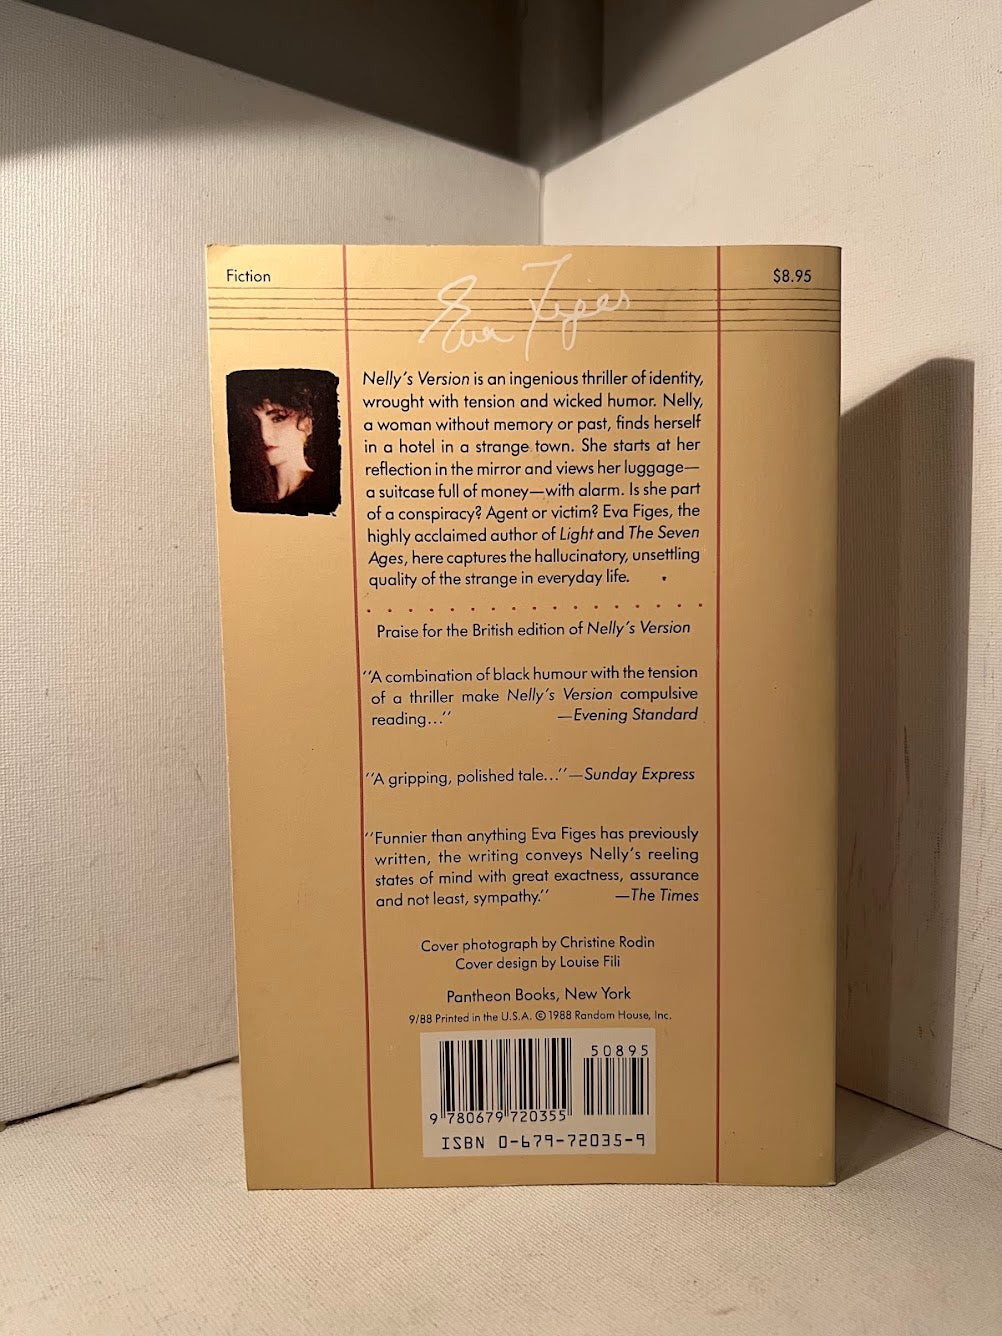 Fiction
$8.95
Eva Figes
Nelly's Version is an ingenious thriller of identity,
wrought with tension and wicked humor. Nelly,
a woman without memory or past, finds herself
in a hotel in a strange town. She starts at her
reflection in the mirror and views her luggage—
a suitcase full of money—with alarm. Is she part
of a conspiracy? Agent or victim? Eva Figes, the
highly acclaimed author of Light and The Seven
Ages, here captures the hallucinatory, unsettling
quality of the strange in everyday life.
Praise for the British edition of Nelly's Version
"A combination of black humour with the tension
of a thriller make Nelly's Version compulsive
reading..." —Evening Standard
"A gripping, polished tale..."—Sunday Express
"Funnier than anything Eva Figes has previously
written, the writing conveys Nelly's reeling
states of mind with great exactness, assurance
and not least, sympathy." —The Times
Cover photograph by Christine Rodin
Cover design by Louise Fili
Pantheon Books, New York
9/88 Printed in the U.S.A. © 1988 Random House, Inc.
50895
9 780679 720355
ISBN 0-679-72035-9